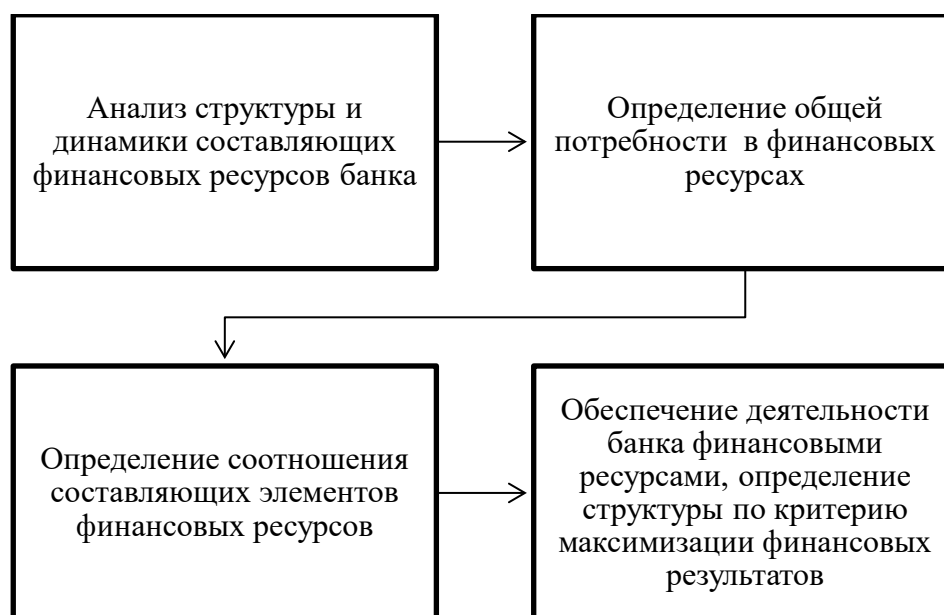 Анализ структуры и
динамики составляющих
финансовых ресурсов банка
Определение общей
потребности в финансовых
ресурсах
Определение соотношения
составляющих элементов
финансовых ресурсов
Обеспечение деятельности
банка финансовыми
ресурсами, определение
структуры по критерию
максимизации финансовых
результатов